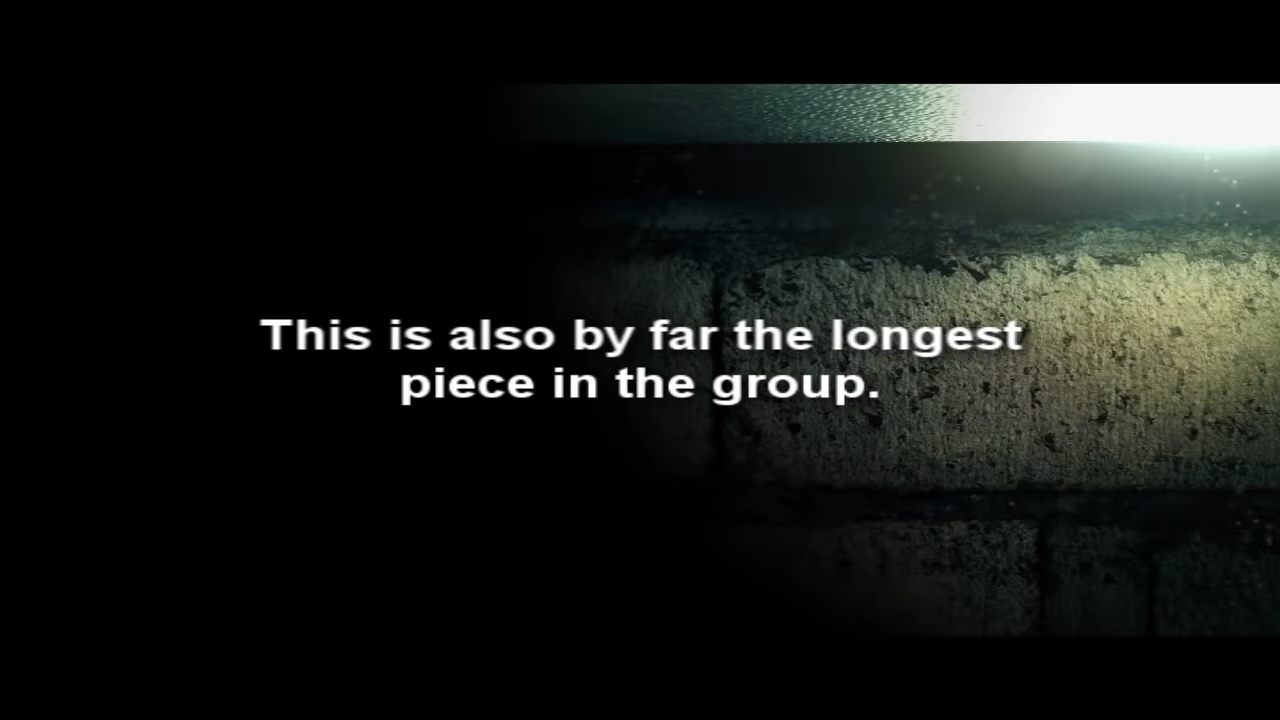 This is also by far the longest
piece in the group.